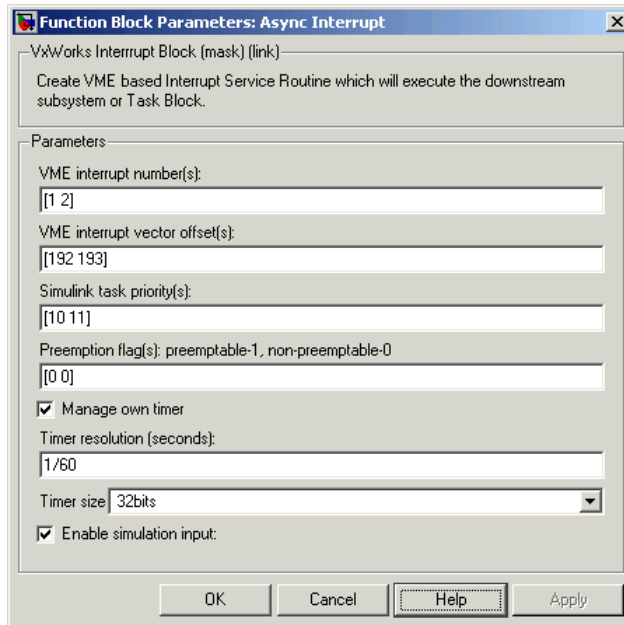 Function Block Parameters: Async Interrupt
VxWorks Interrrupt Block (mask) (link)
Create VME based Interrupt Service Routine which will execute the downstream
subsystem or Task Block.
Parameters
VME interrupt number(s):
[1 2]
VME interrupt vector offset(s):
[192 193]
Simulink task priority(s):
[10 11]
Preemption flag(s): preemptable-1, non-preemptable-0
[0 0]
Manage own timer
Timer resolution (seconds):
1/60
Timer size 32bits
Enable simulation input:
OK Cancel Help Apply